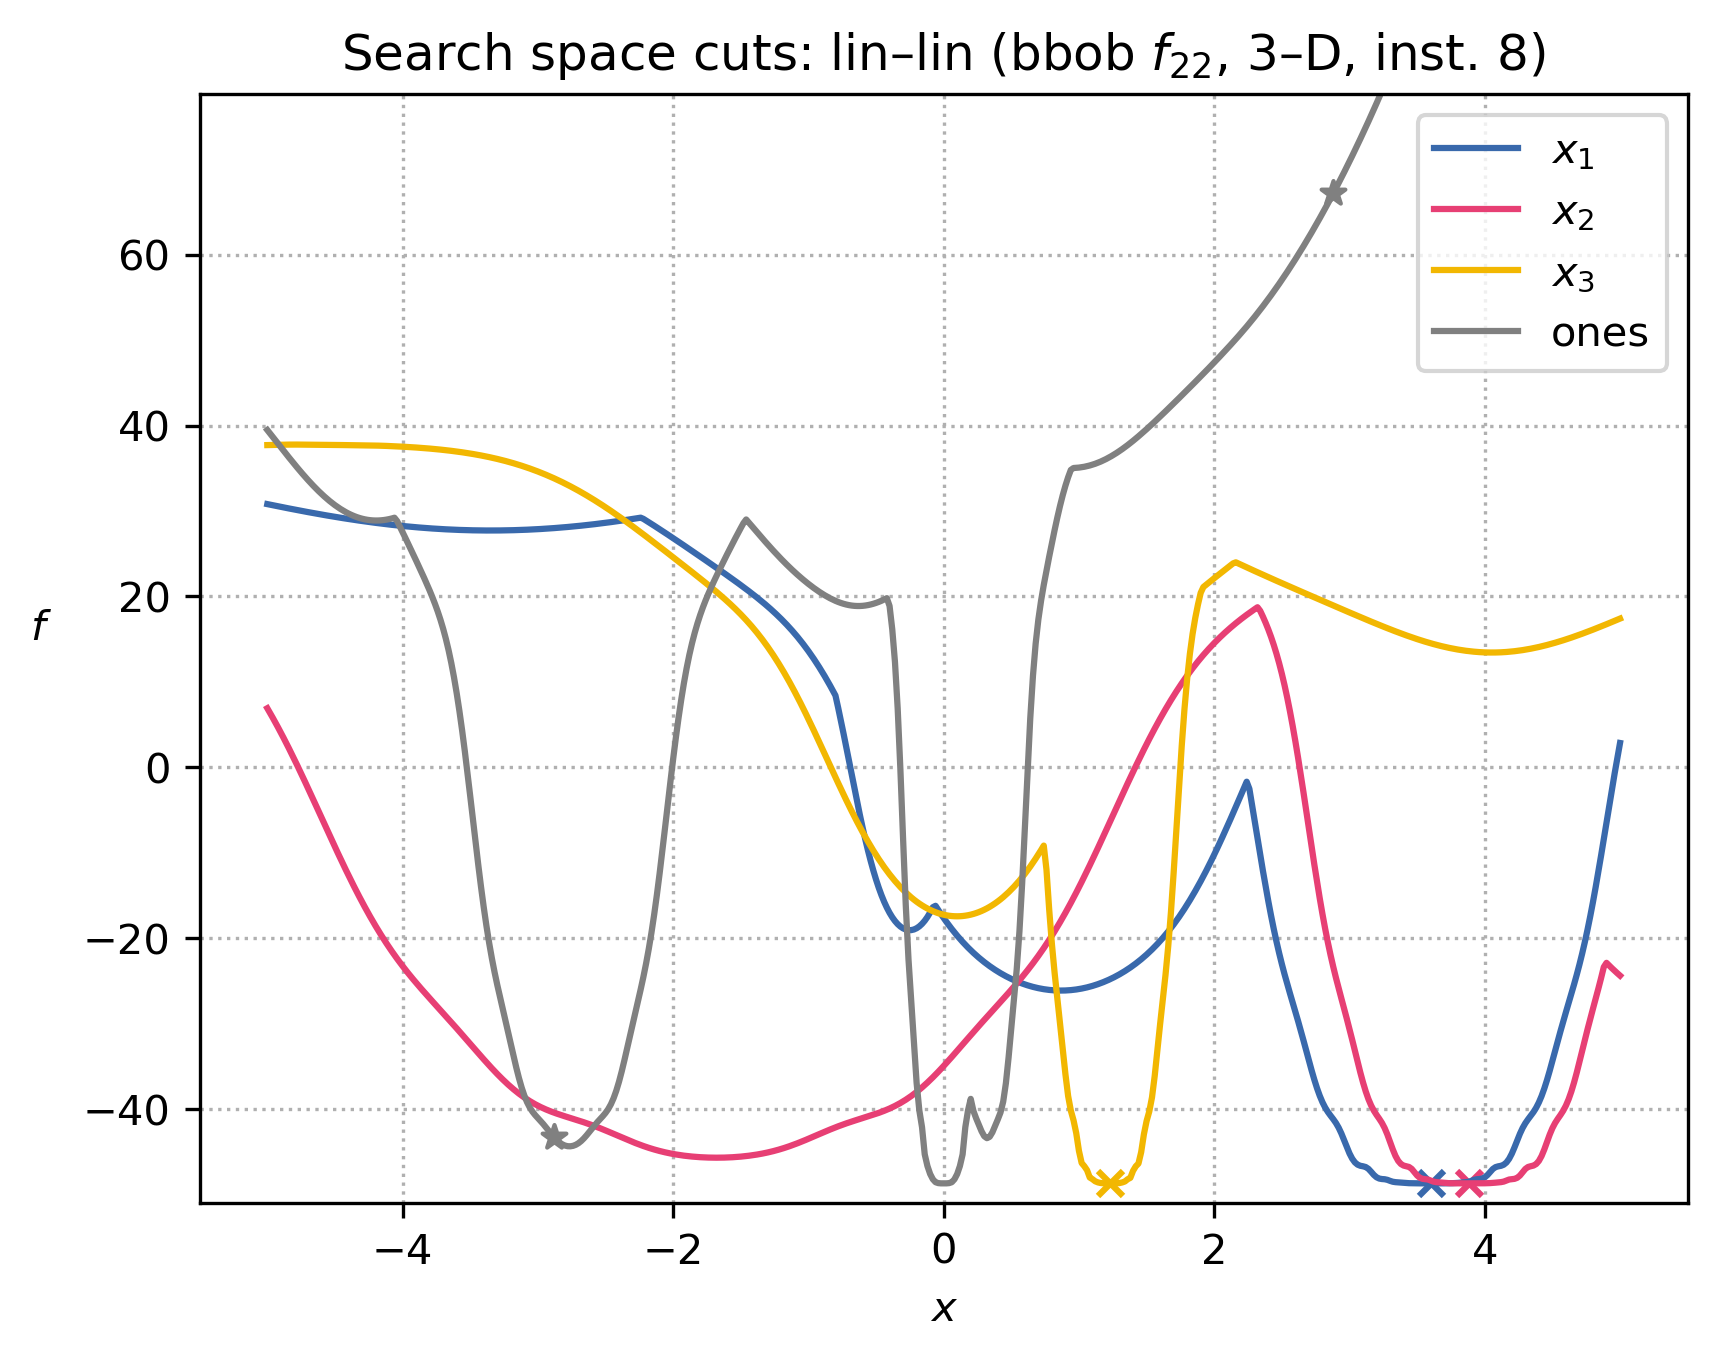 Search space cuts: lin–lin (bbob f₂₂, 3–D, inst. 8)
x₁
x₂
x₃
ones
60
40
20
0
−20
−40
f
−4
−2
0
2
4
x